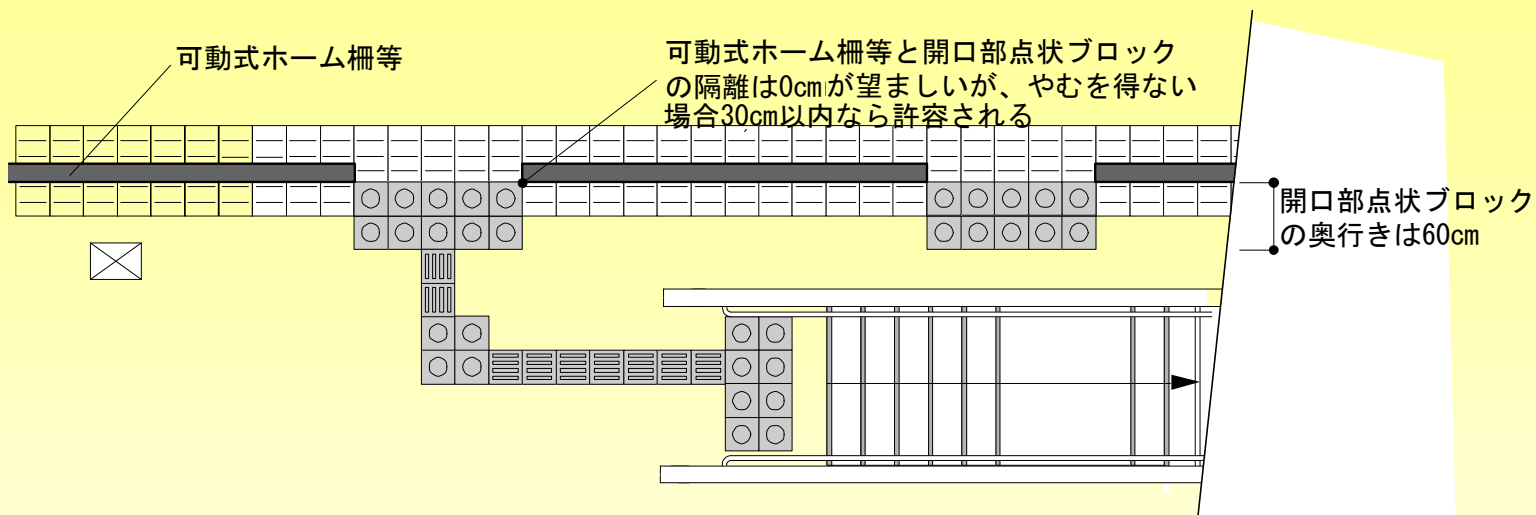 可動式ホーム柵等
可動式ホーム柵等と開口部点状ブロック
の隔離は0cmが望ましいが、やむを得ない
場合30cm以内なら許容される
開口部点状ブロック
の奥行きは60cm